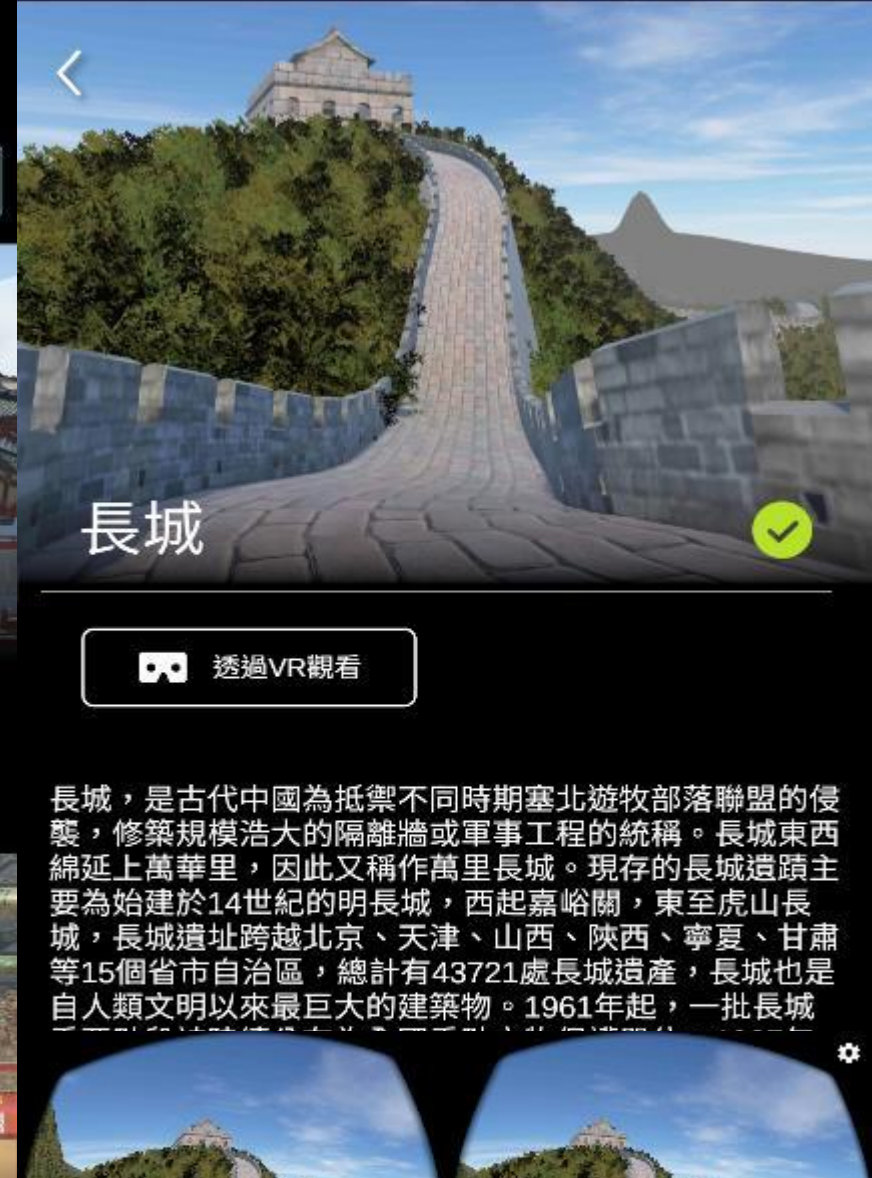 長城
透過VR觀看
長城，是古代中國為抵禦不同時期塞北遊牧部落聯盟的侵
襲，修築規模浩大的隔離牆或軍事工程的統稱。長城東西
綿延上萬華里，因此又稱作萬里長城。現存的長城遺蹟主
要為始建於14世紀的明長城，西起嘉峪關，東至虎山長
城，長城遺址跨越北京、天津、山西、陝西、寧夏、甘肅
等15個省市自治區，總計有43721處長城遺產，長城也是
自人類文明以來最巨大的建築物。1961年起，一批長城